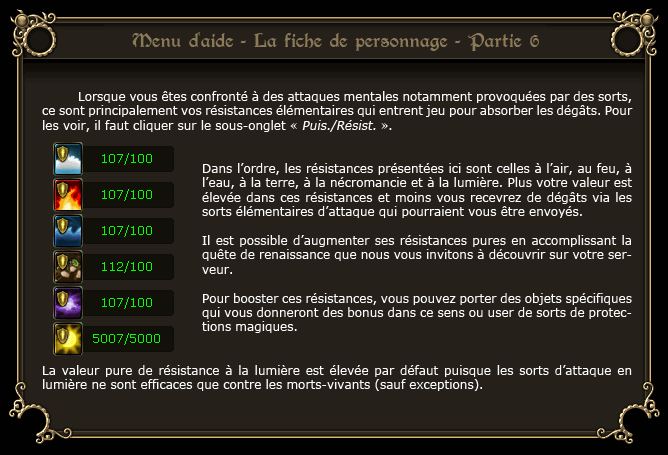 Menu d'aide - La fiche de personnage - Partie 6
Lorsque vous êtes confronté à des attaques mentales notamment provoquées par des sorts,
ce sont principalement vos résistances élémentaires qui entrent jeu pour absorber les dégâts. Pour
les voir, il faut cliquer sur le sous-onglet « Puis./Résist. ».
107/100
107/100
107/100
112/100
107/100
5007/5000
Dans l'ordre, les résistances présentées ici sont celles à l'air, au feu, à
l'eau, à la terre, à la nécromancie et à la lumière. Plus votre valeur est
élevée dans ces résistances et moins vous recevrez de dégâts via les
sorts élémentaires d'attaque qui pourraient vous être envoyés.
Il est possible d'augmenter ses résistances pures en accomplissant la
quête de renaissance que nous vous invitons à découvrir sur votre ser-
veur.
Pour booster ces résistances, vous pouvez porter des objets spécifiques
qui vous donneront des bonus dans ce sens ou user de sorts de protec-
tions magiques.
La valeur pure de résistance à la lumière est élevée par défaut puisque les sorts d'attaque en
lumière ne sont efficaces que contre les morts-vivants (sauf exceptions).